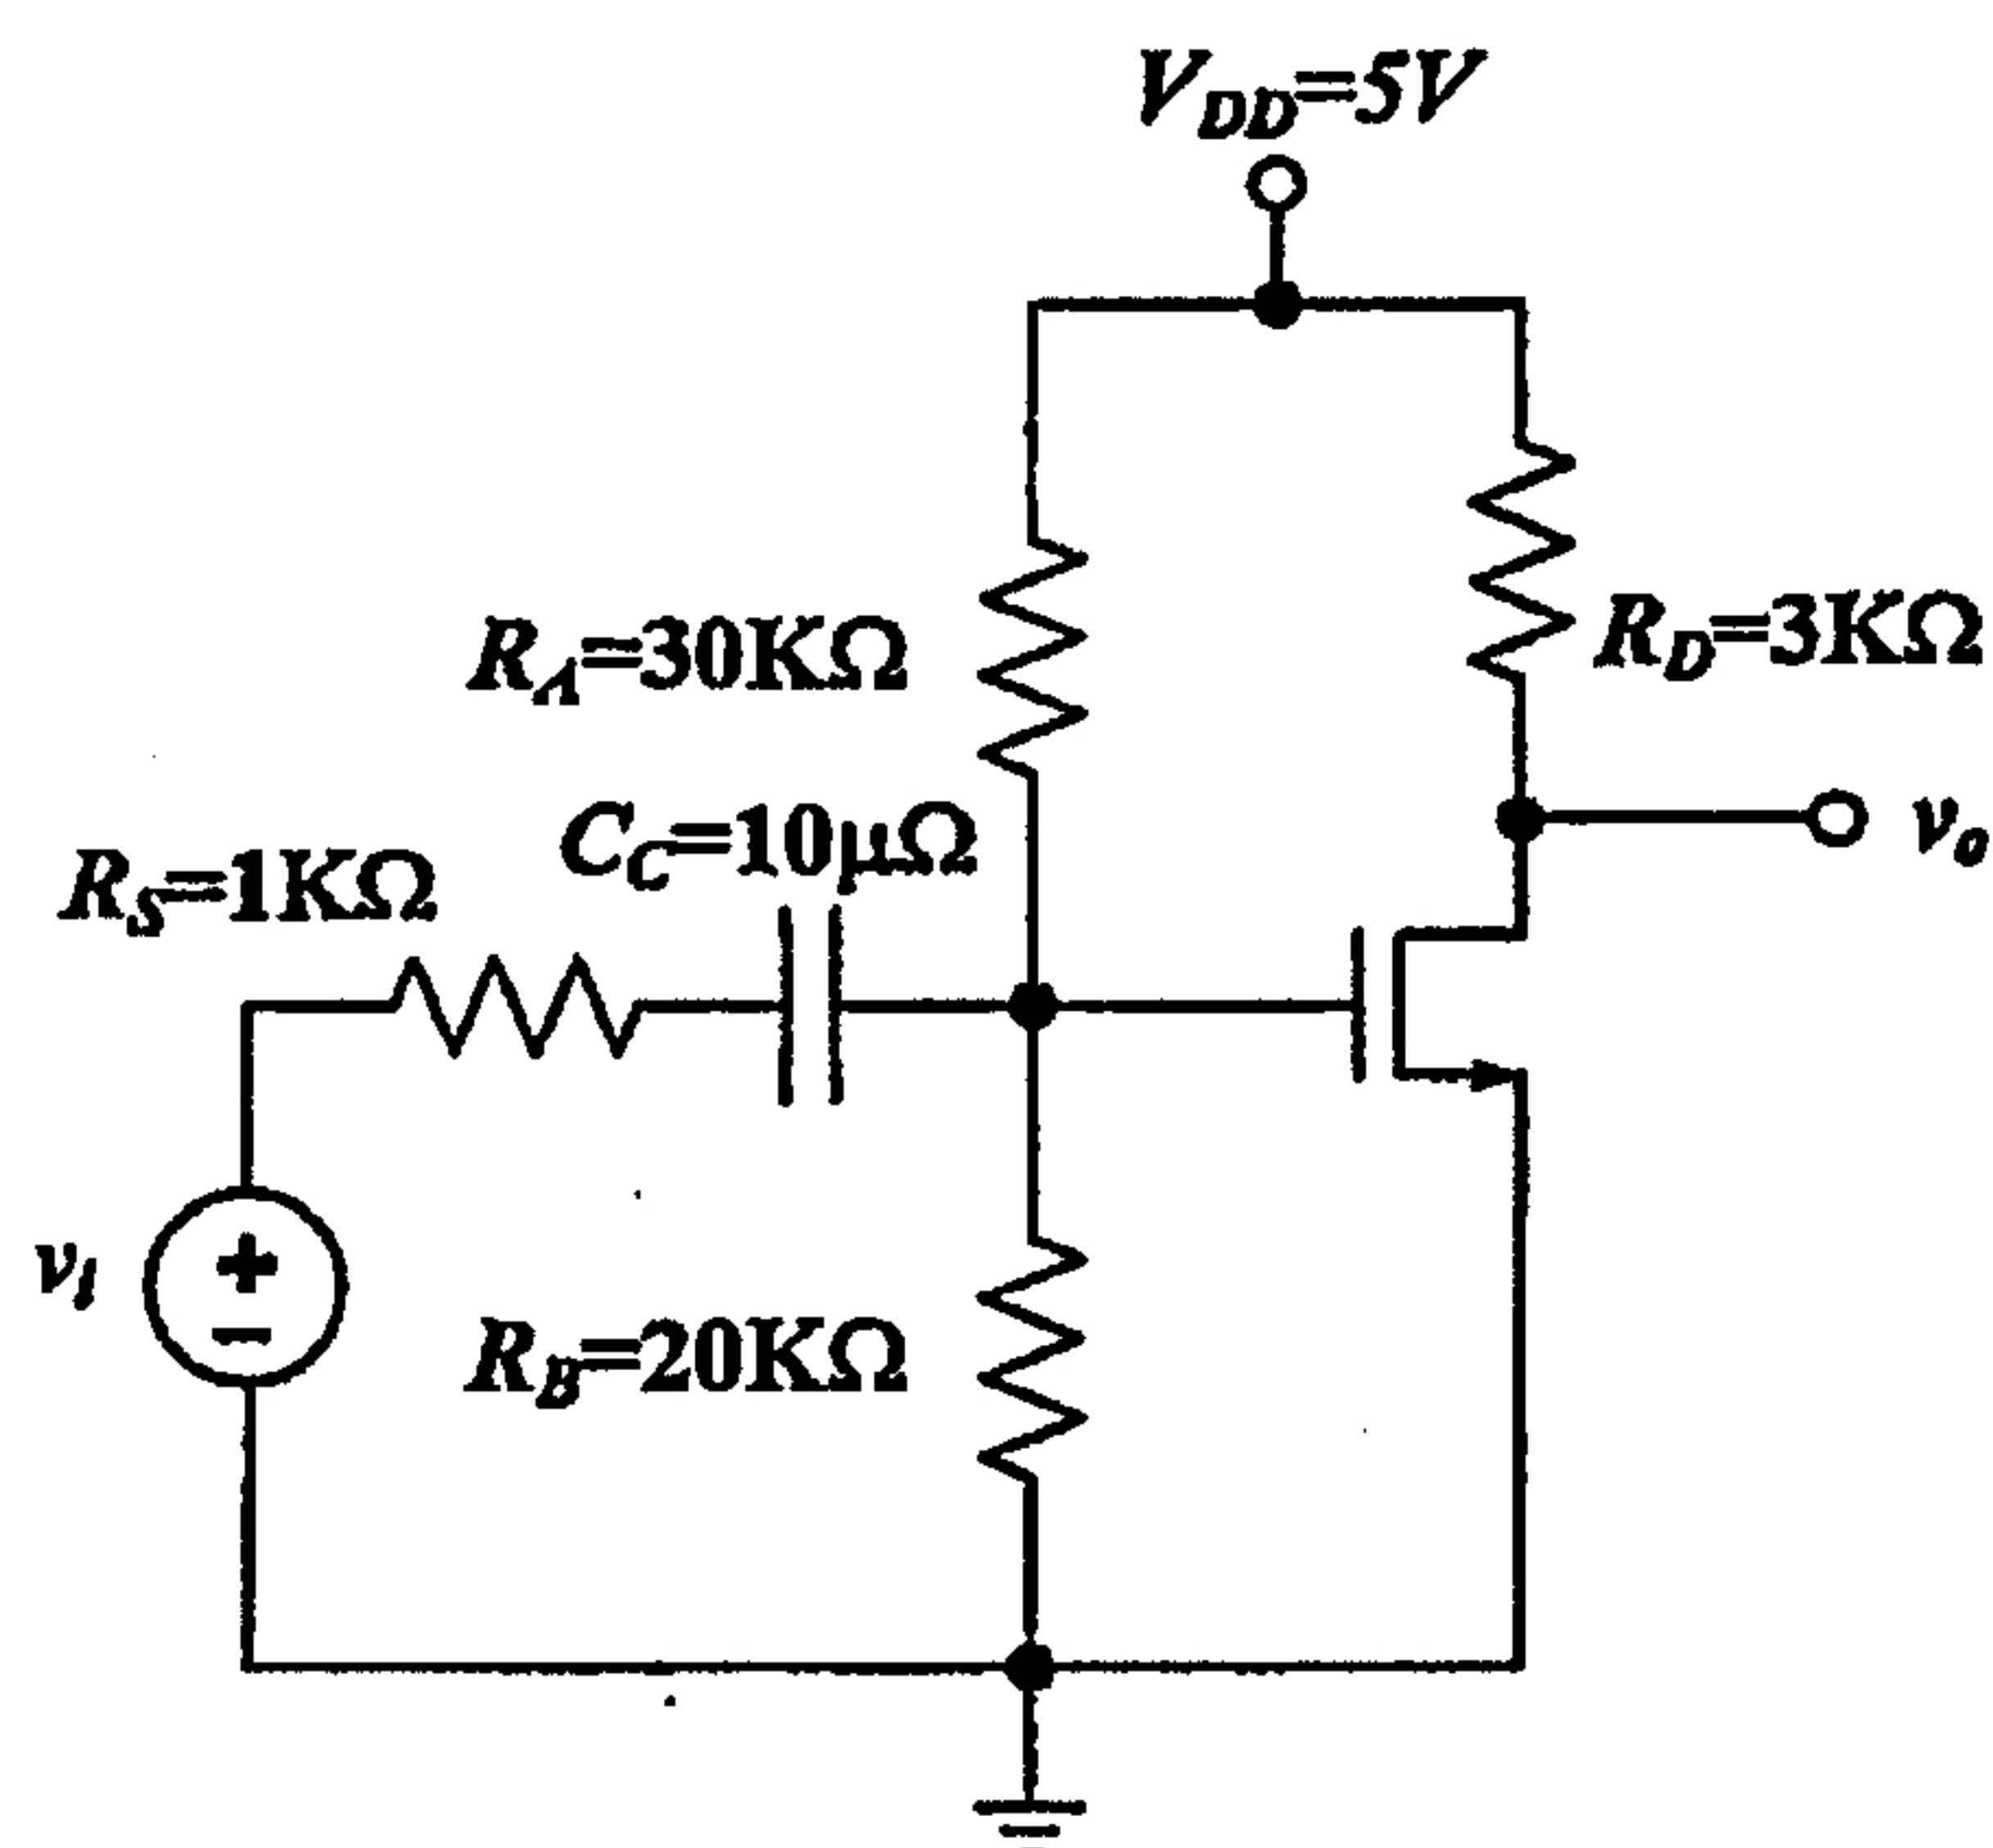 V_DD=5V
R_A=30KΩ
R_D=3KΩ
C_C=10μΩ
R_S=1KΩ
v_o
v_i
+
−
R_B=20KΩ